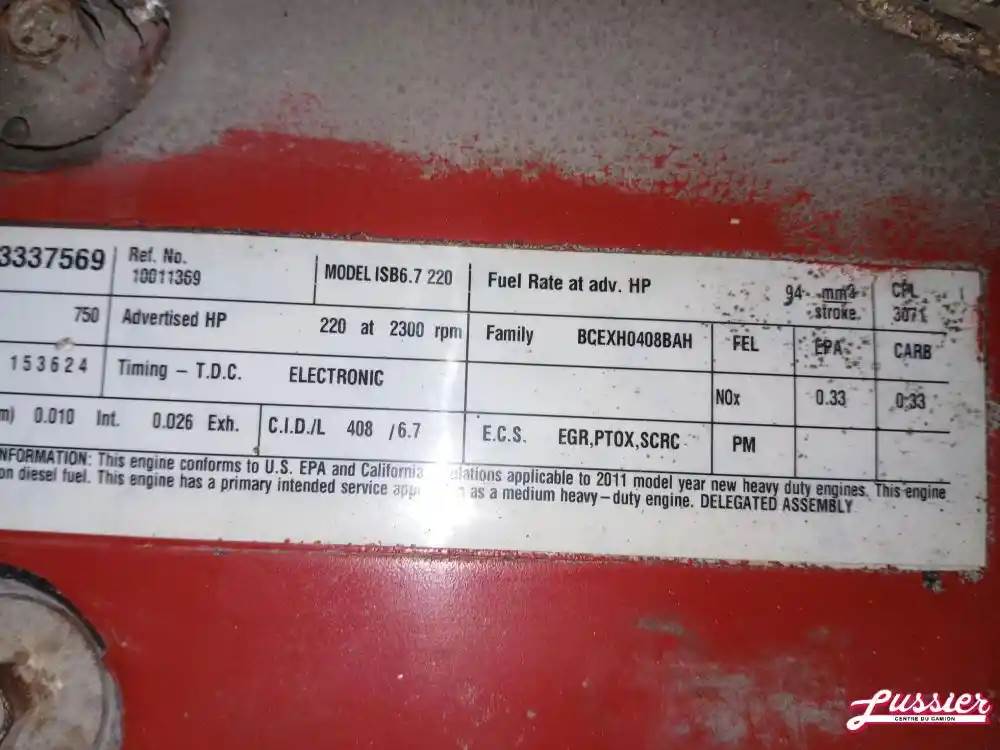 3337569
Ref. No.
10011369
MODEL ISB6.7 220
Fuel Rate at adv. HP
94 mm3
stroke.
CPL
3071
750
Advertised HP
220 at 2300 rpm
Family
BCEXH0408BAH
FEL
EPA
CARB
153624
Timing – T.D.C.
ELECTRONIC
NOx
0.33
0.33
m) 0.010 Int. 0.026 Exh.
C.I.D./L 408 /6.7
E.C.S. EGR,PTOX,SCRC
PM
NFORMATION: This engine conforms to U.S. EPA and California applicable to 2011 model year new heavy duty engines. This engine
on diesel fuel. This engine has a primary intended service as a medium heavy–duty engine. DELEGATED ASSEMBLY
Lussier
CENTRE DU CAMION